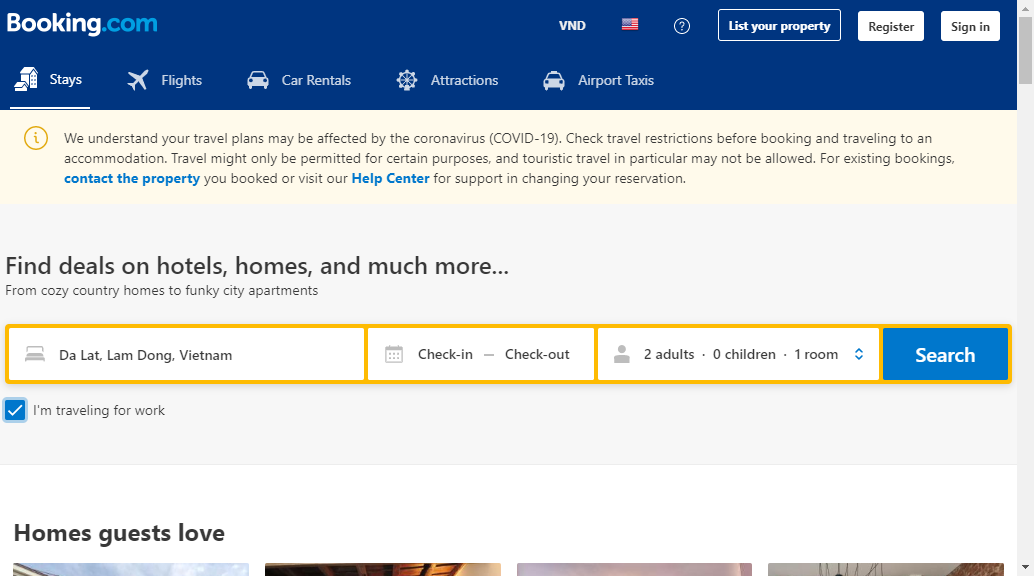 Booking.com
VND
List your property
Register
Sign in
Stays
Flights
Car Rentals
Attractions
Airport Taxis
We understand your travel plans may be affected by the coronavirus (COVID-19). Check travel restrictions before booking and traveling to an
accommodation. Travel might only be permitted for certain purposes, and touristic travel in particular may not be allowed. For existing bookings,
contact the property you booked or visit our Help Center for support in changing your reservation.
Find deals on hotels, homes, and much more...
From cozy country homes to funky city apartments
Da Lat, Lam Dong, Vietnam
Check-in — Check-out
2 adults · 0 children · 1 room
Search
I'm traveling for work
Homes guests love